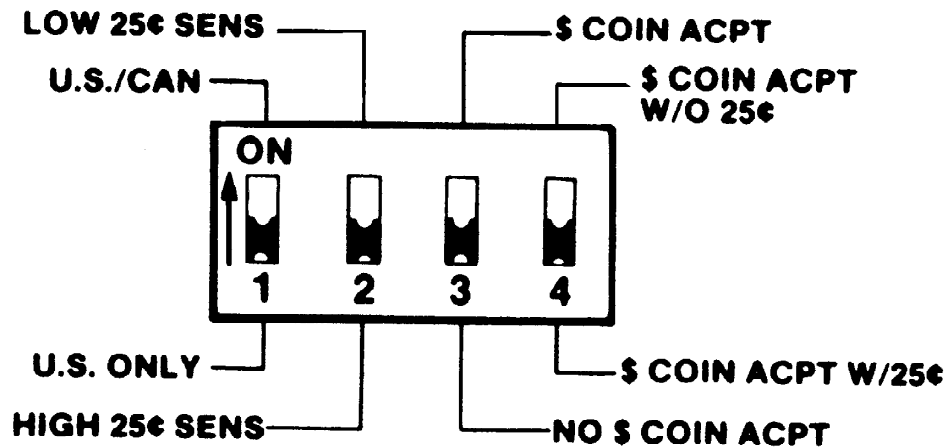 LOW 25¢ SENS
$ COIN ACPT
U.S./CAN
$ COIN ACPT
W/O 25¢
ON
1 2 3 4
U.S. ONLY
$ COIN ACPT W/25¢
HIGH 25¢ SENS
NO $ COIN ACPT